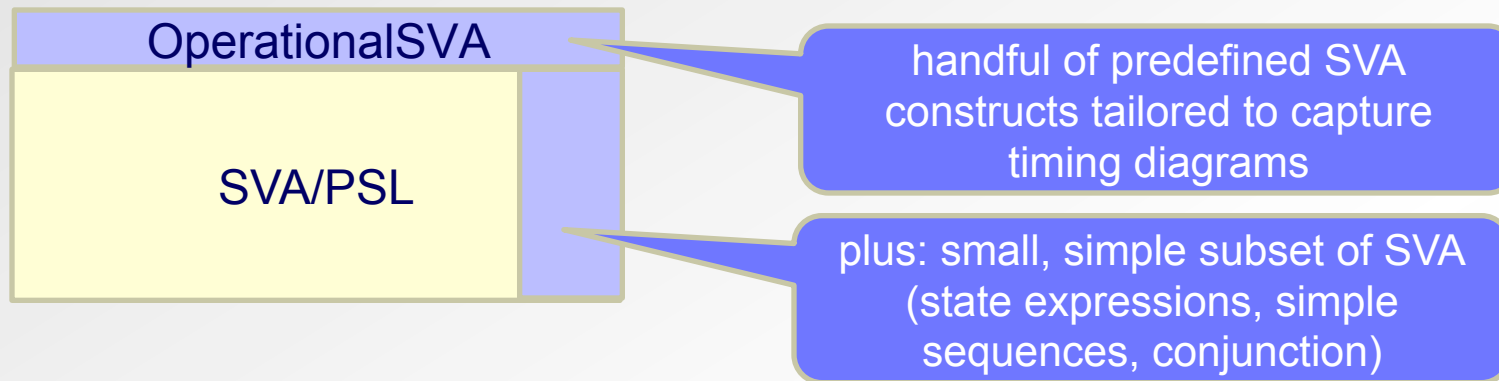 OperationalSVA
SVA/PSL
handful of predefined SVA
constructs tailored to capture
timing diagrams
plus: small, simple subset of SVA
(state expressions, simple
sequences, conjunction)